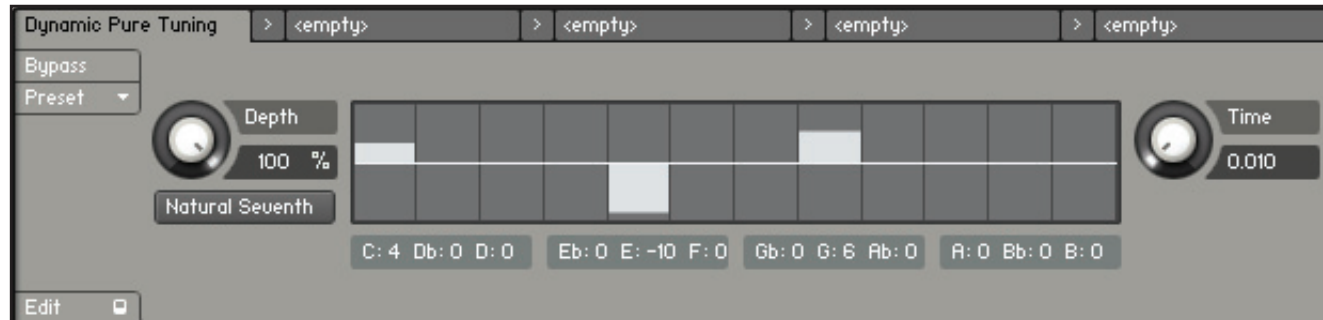 Dynamic Pure Tuning > <empty> > <empty> > <empty> > <empty>
Bypass
Preset
Depth
100 %
Natural Seventh
Time
0.010
C: 4 Db: 0 D: 0 Eb: 0 E: -10 F: 0 Gb: 0 G: 6 Ab: 0 A: 0 Bb: 0 B: 0
Edit